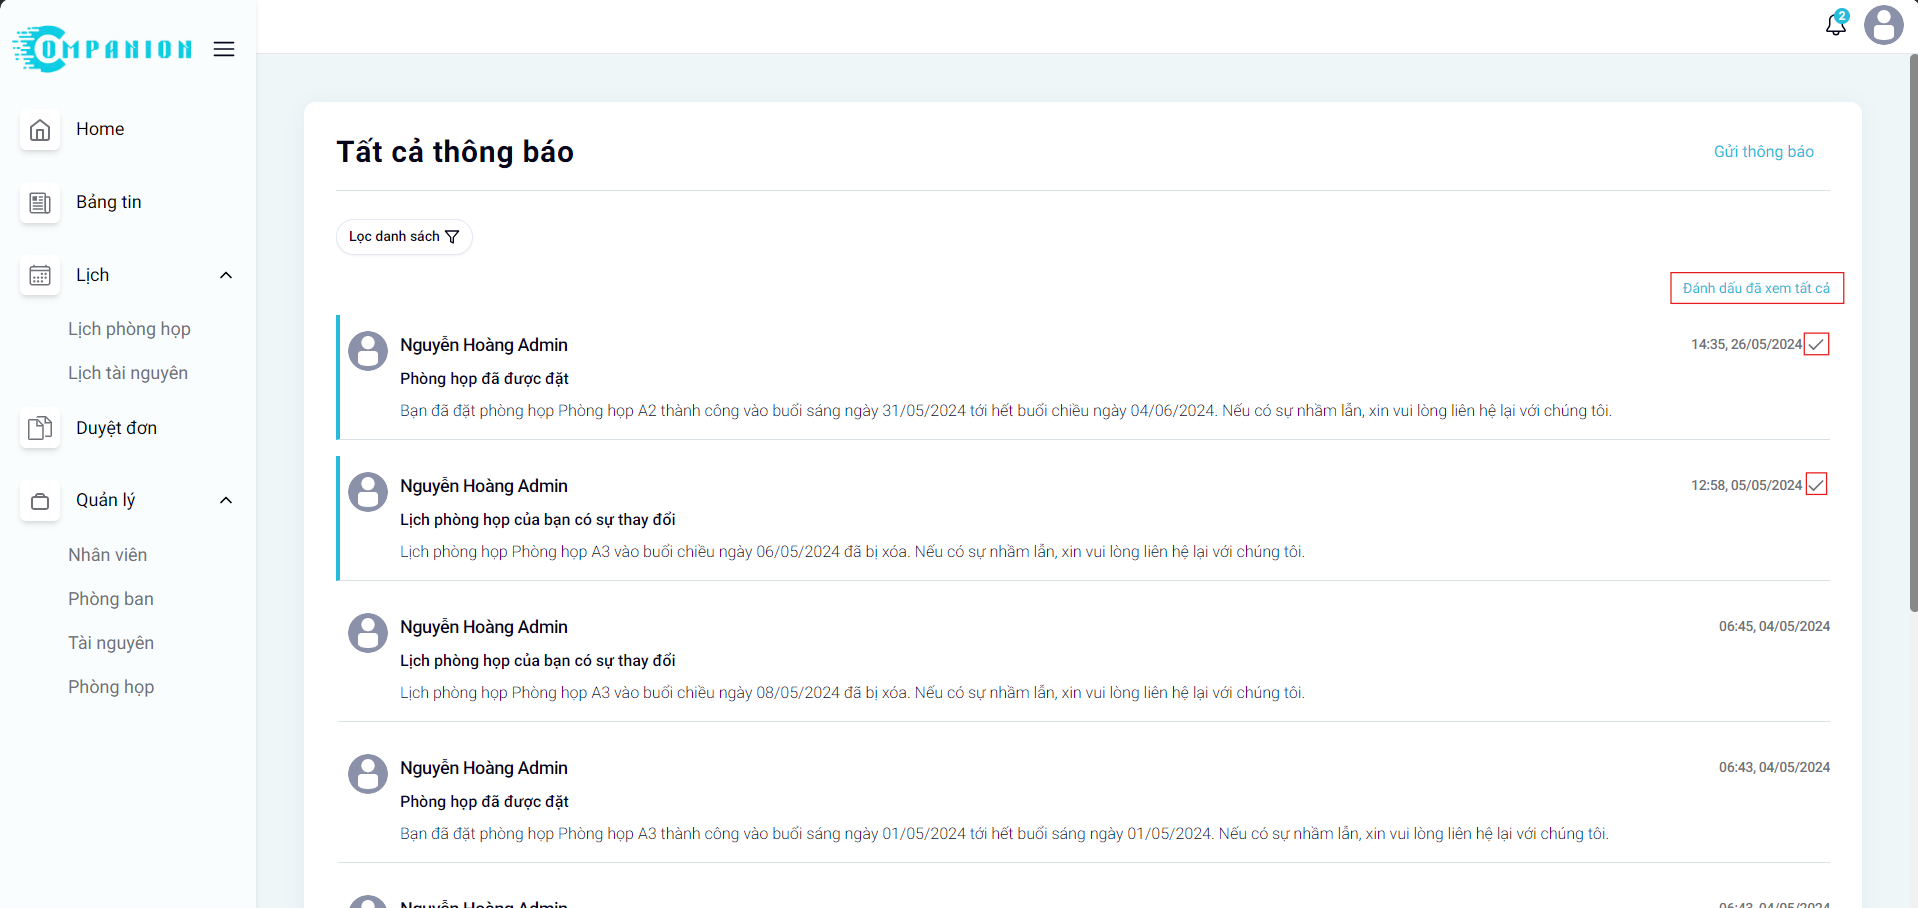 COMPANION
2
Home
Bảng tin
Lịch
Lịch phòng họp
Lịch tài nguyên
Duyệt đơn
Quản lý
Nhân viên
Phòng ban
Tài nguyên
Phòng họp
Tất cả thông báo
Gửi thông báo
Lọc danh sách
Đánh dấu đã xem tất cả
Nguyễn Hoàng Admin
14:35, 26/05/2024
Phòng họp đã được đặt
Bạn đã đặt phòng họp Phòng họp A2 thành công vào buổi sáng ngày 31/05/2024 tới hết buổi chiều ngày 04/06/2024. Nếu có sự nhầm lẫn, xin vui lòng liên hệ lại với chúng tôi.
Nguyễn Hoàng Admin
12:58, 05/05/2024
Lịch phòng họp của bạn có sự thay đổi
Lịch phòng họp Phòng họp A3 vào buổi chiều ngày 06/05/2024 đã bị xóa. Nếu có sự nhầm lẫn, xin vui lòng liên hệ lại với chúng tôi.
Nguyễn Hoàng Admin
06:45, 04/05/2024
Lịch phòng họp của bạn có sự thay đổi
Lịch phòng họp Phòng họp A3 vào buổi chiều ngày 08/05/2024 đã bị xóa. Nếu có sự nhầm lẫn, xin vui lòng liên hệ lại với chúng tôi.
Nguyễn Hoàng Admin
06:43, 04/05/2024
Phòng họp đã được đặt
Bạn đã đặt phòng họp Phòng họp A3 thành công vào buổi sáng ngày 01/05/2024 tới hết buổi sáng ngày 01/05/2024. Nếu có sự nhầm lẫn, xin vui lòng liên hệ lại với chúng tôi.
Nguyễn Hoàng Admin
06:43, 04/05/2024